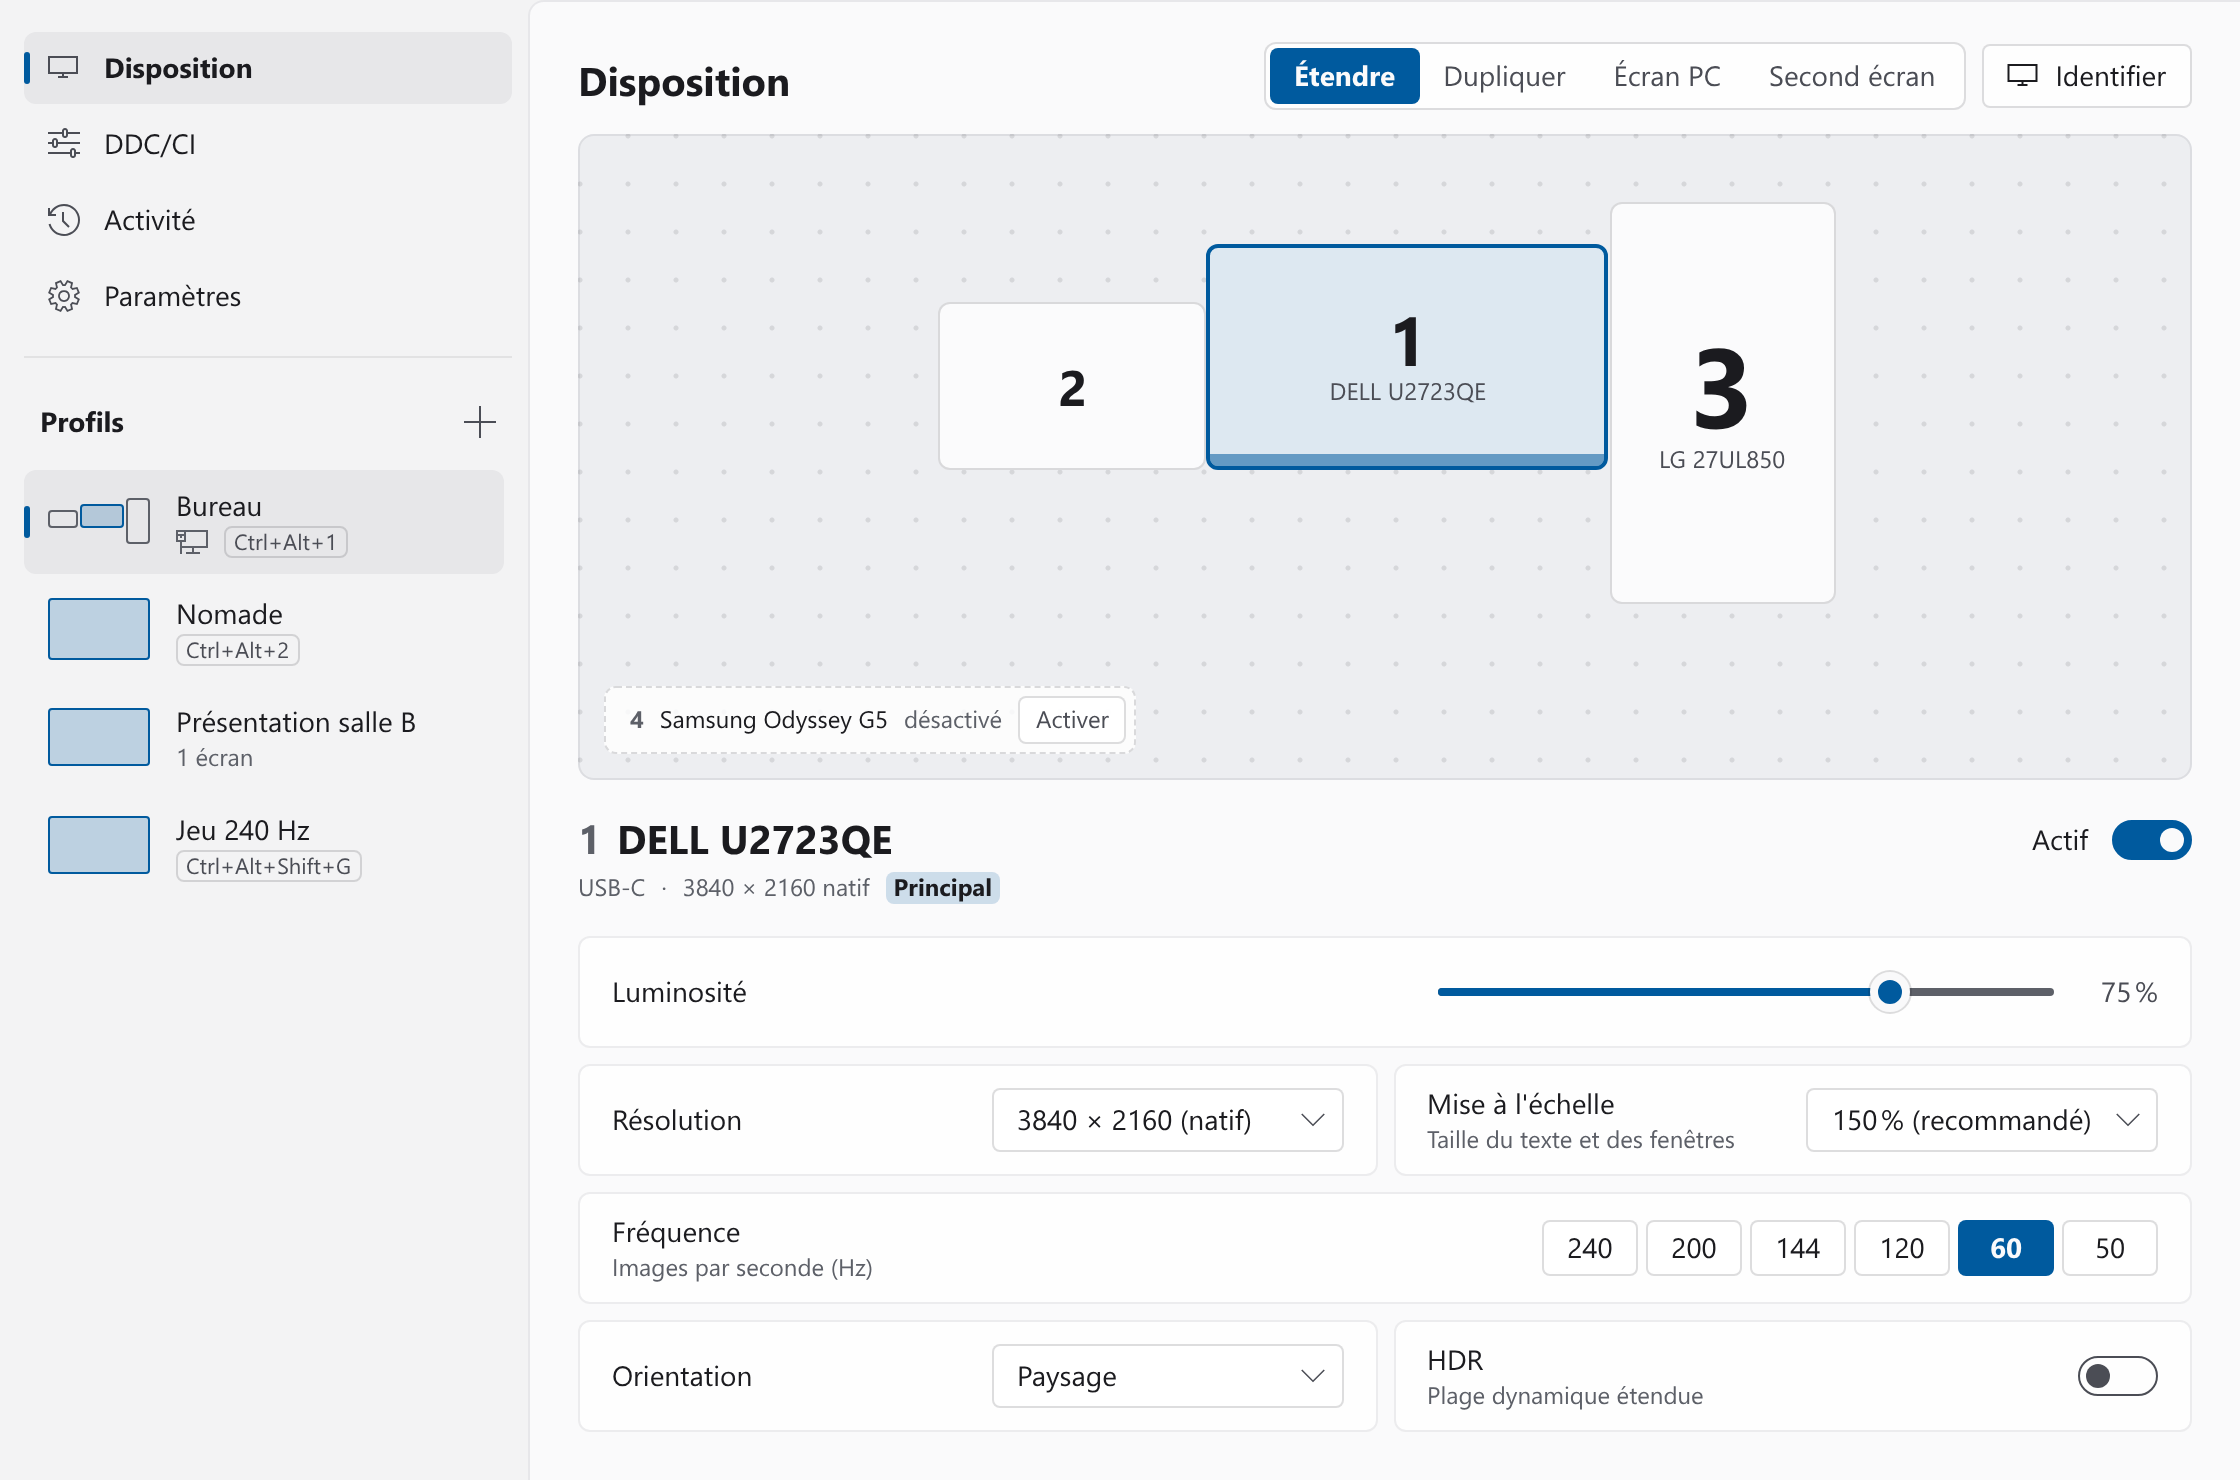 Disposition
DDC/CI
Activité
Paramètres
Profils
Bureau
Ctrl+Alt+1
Nomade
Ctrl+Alt+2
Présentation salle B
1 écran
Jeu 240 Hz
Ctrl+Alt+Shift+G
Disposition
Étendre Dupliquer Écran PC Second écran Identifier
2
1
DELL U2723QE
3
LG 27UL850
4 Samsung Odyssey G5 désactivé Activer
1 DELL U2723QE
Actif
USB-C · 3840 × 2160 natif Principal
Luminosité 75 %
Résolution 3840 × 2160 (natif)
Mise à l'échelle
Taille du texte et des fenêtres
150 % (recommandé)
Fréquence
Images par seconde (Hz)
240 200 144 120 60 50
Orientation Paysage
HDR
Plage dynamique étendue